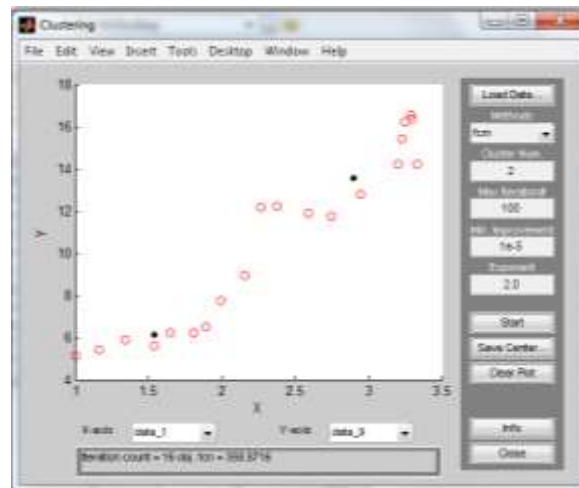 Clustering
File Edit View Insert Tools Desktop Window Help
18
16
14
12
10
8
6
4
Y
1 1.5 2 2.5 3 3.5
X
Load Data...
Methods
fcm
Cluster Num.
2
Max Iteration#
100
Min. Improvement
1e-5
Exponent
2.0
Start
Save Center...
Clear Plot
Info
Close
X-axis data_1 Y-axis data_3
Iteration count = 16 obj. fcn =